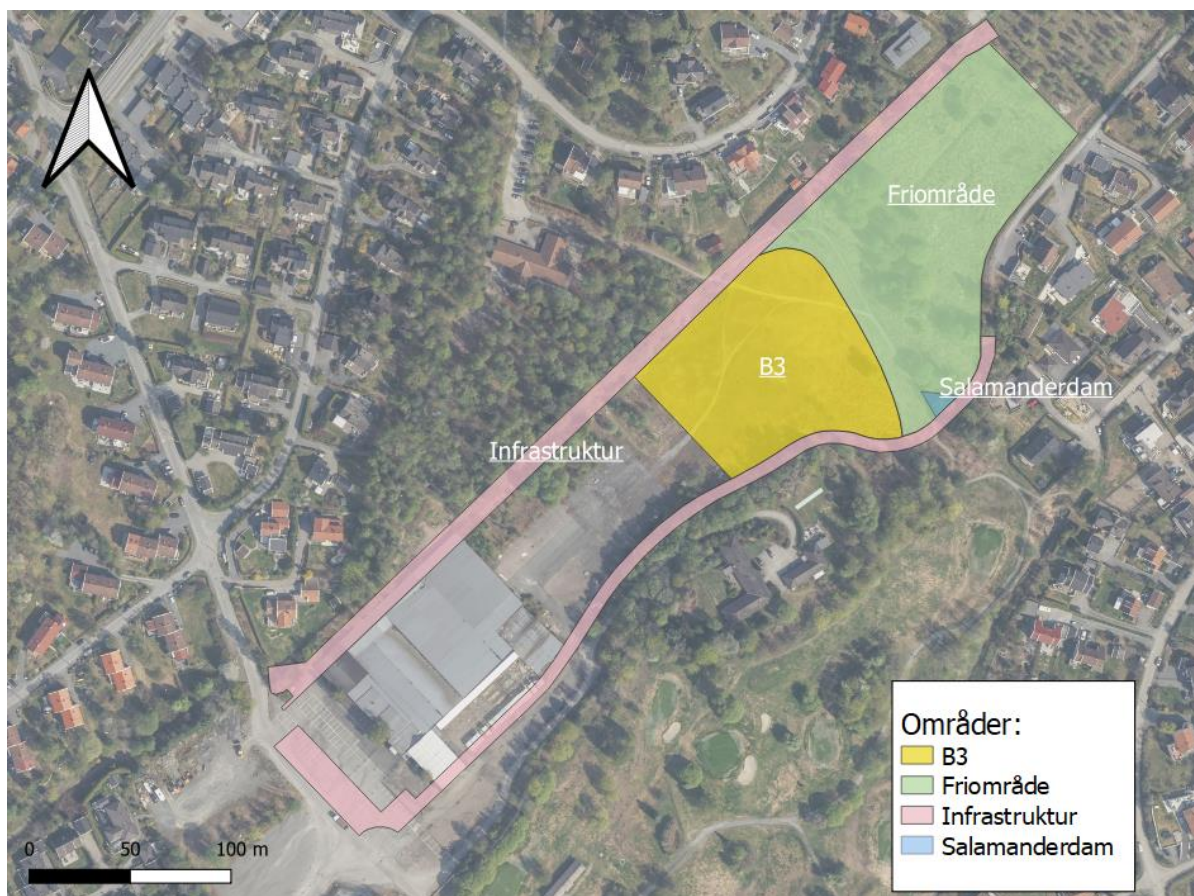 Friområde
B3
Salamanderdam
Infrastruktur
0 50 100 m
Områder:
B3
Friområde
Infrastruktur
Salamanderdam